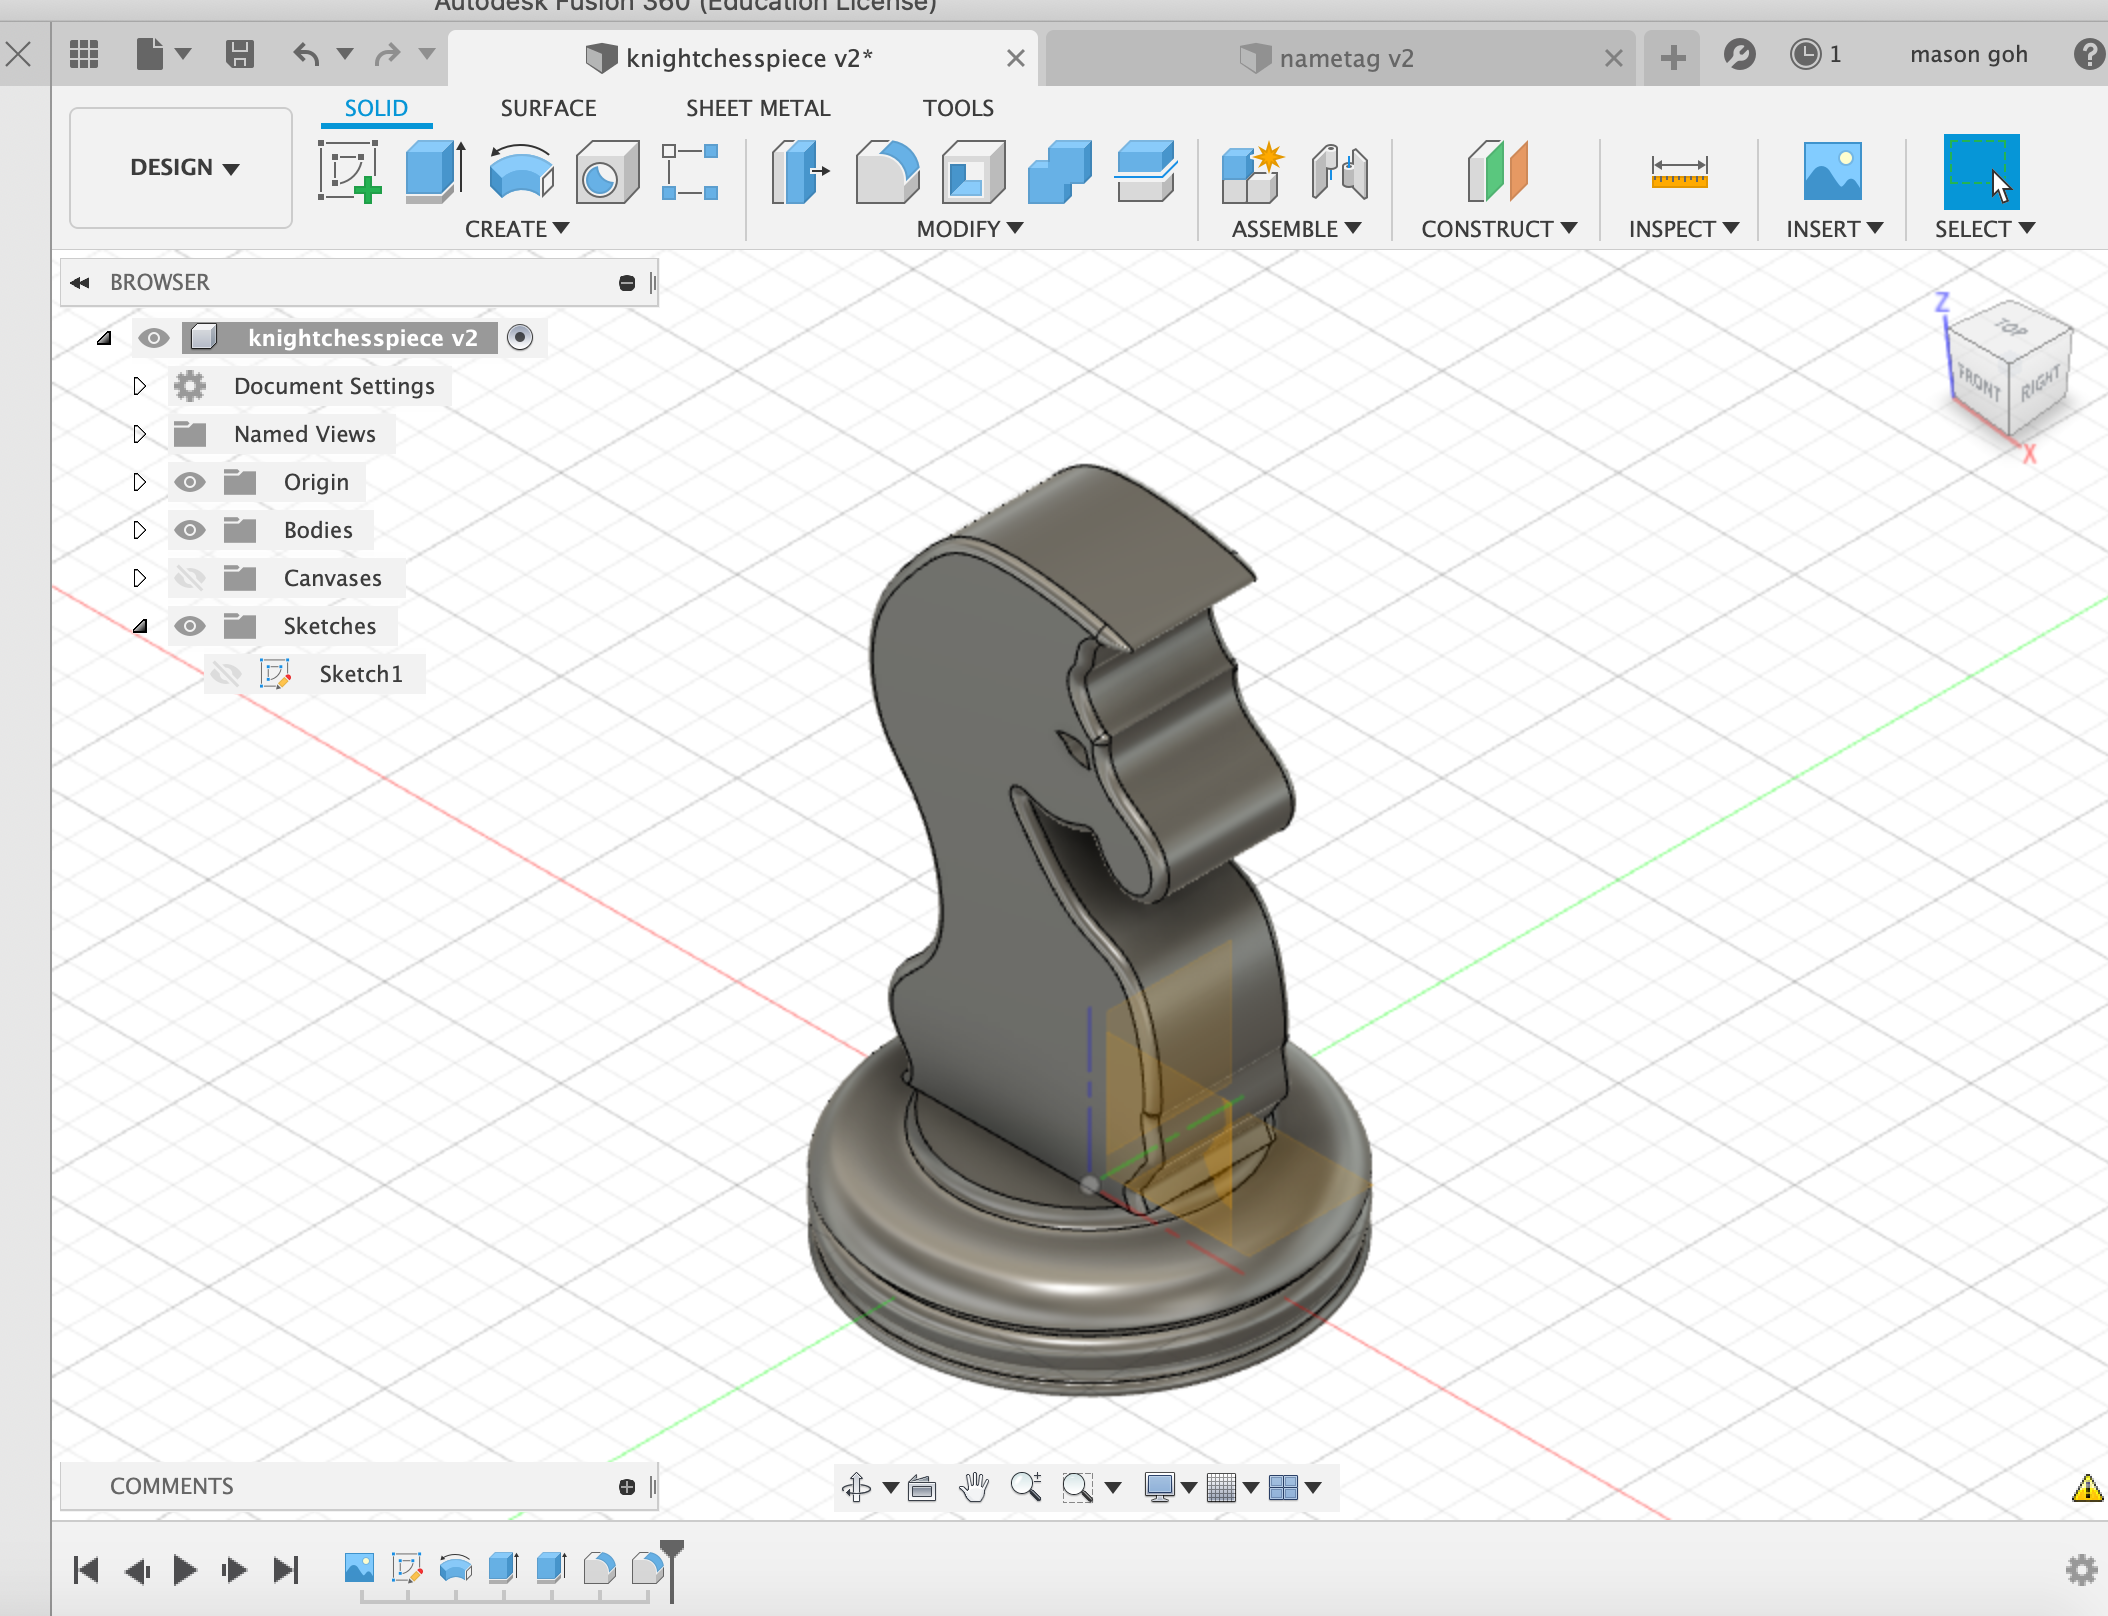 Autodesk Fusion 360 (Education License)
knightchesspiece v2*
nametag v2
1
mason goh
DESIGN
SOLID
SURFACE
SHEET METAL
TOOLS
CREATE
MODIFY
ASSEMBLE
CONSTRUCT
INSPECT
INSERT
SELECT
BROWSER
knightchesspiece v2
Document Settings
Named Views
Origin
Bodies
Canvases
Sketches
Sketch1
Z
TOP
FRONT
RIGHT
X
COMMENTS